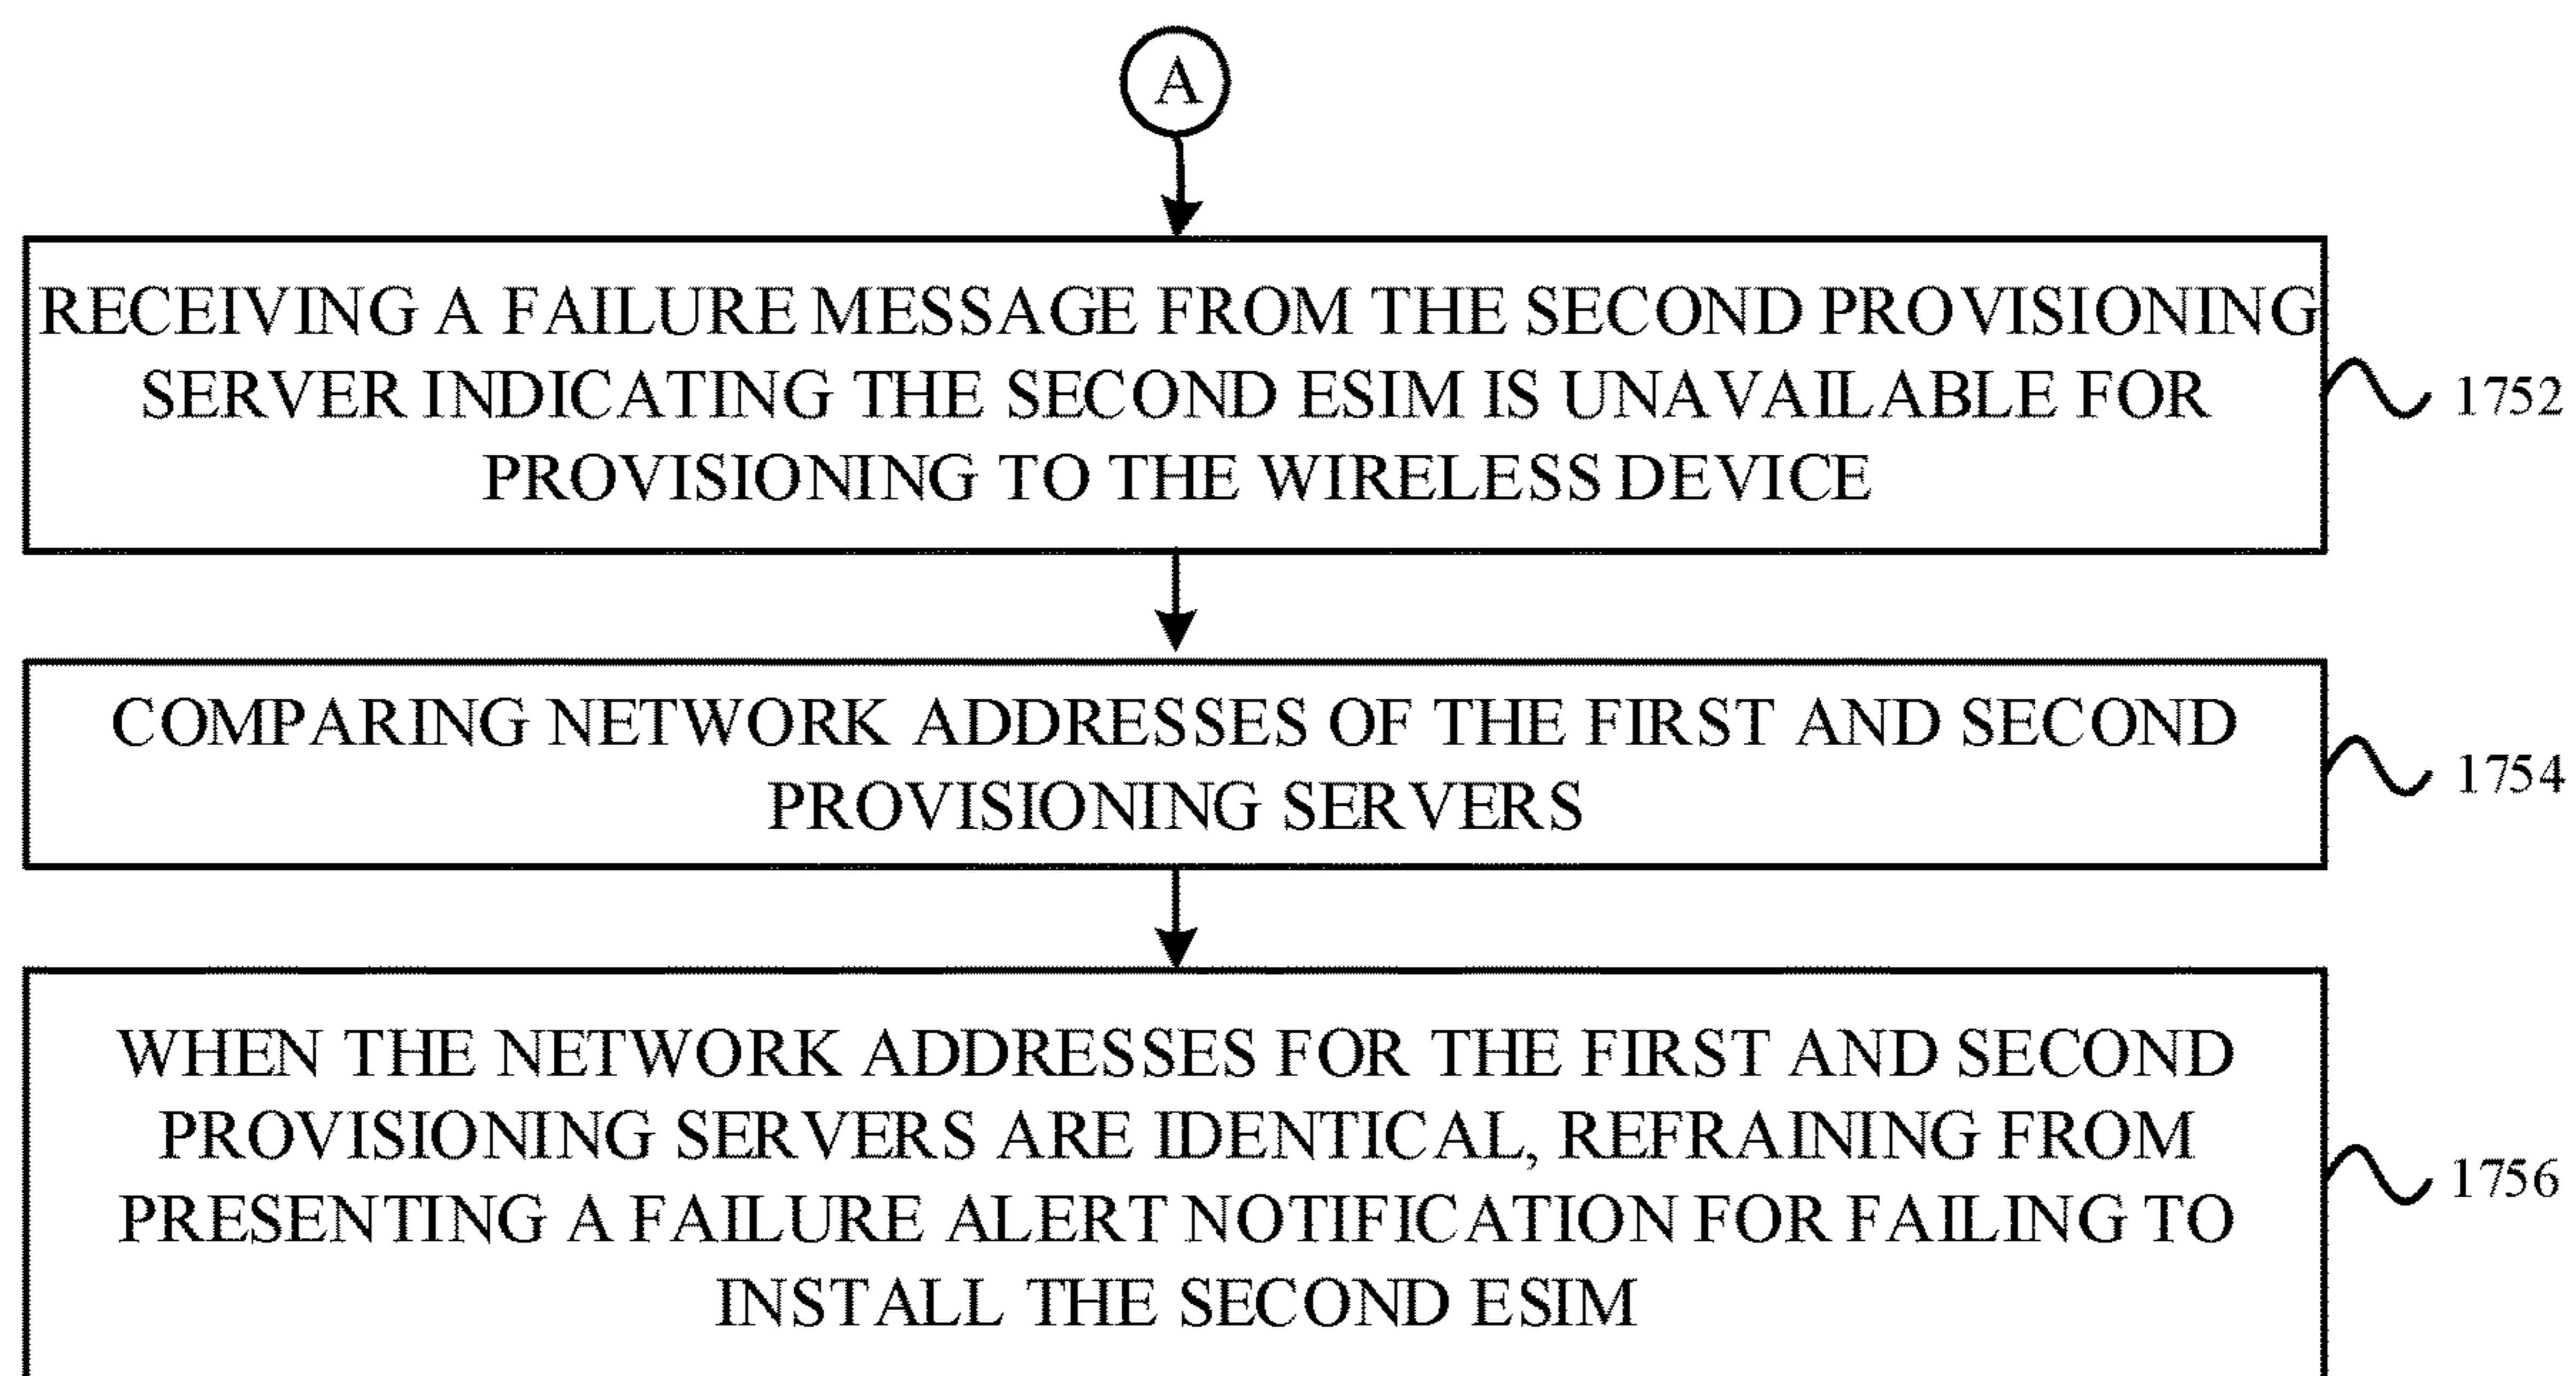 A
RECEIVING A FAILURE MESSAGE FROM THE SECOND PROVISIONING
SERVER INDICATING THE SECOND ESIM IS UNAVAILABLE FOR
PROVISIONING TO THE WIRELESS DEVICE
1752
COMPARING NETWORK ADDRESSES OF THE FIRST AND SECOND
PROVISIONING SERVERS
1754
WHEN THE NETWORK ADDRESSES FOR THE FIRST AND SECOND
PROVISIONING SERVERS ARE IDENTICAL, REFRAINING FROM
PRESENTING A FAILURE ALERT NOTIFICATION FOR FAILING TO
INSTALL THE SECOND ESIM
1756